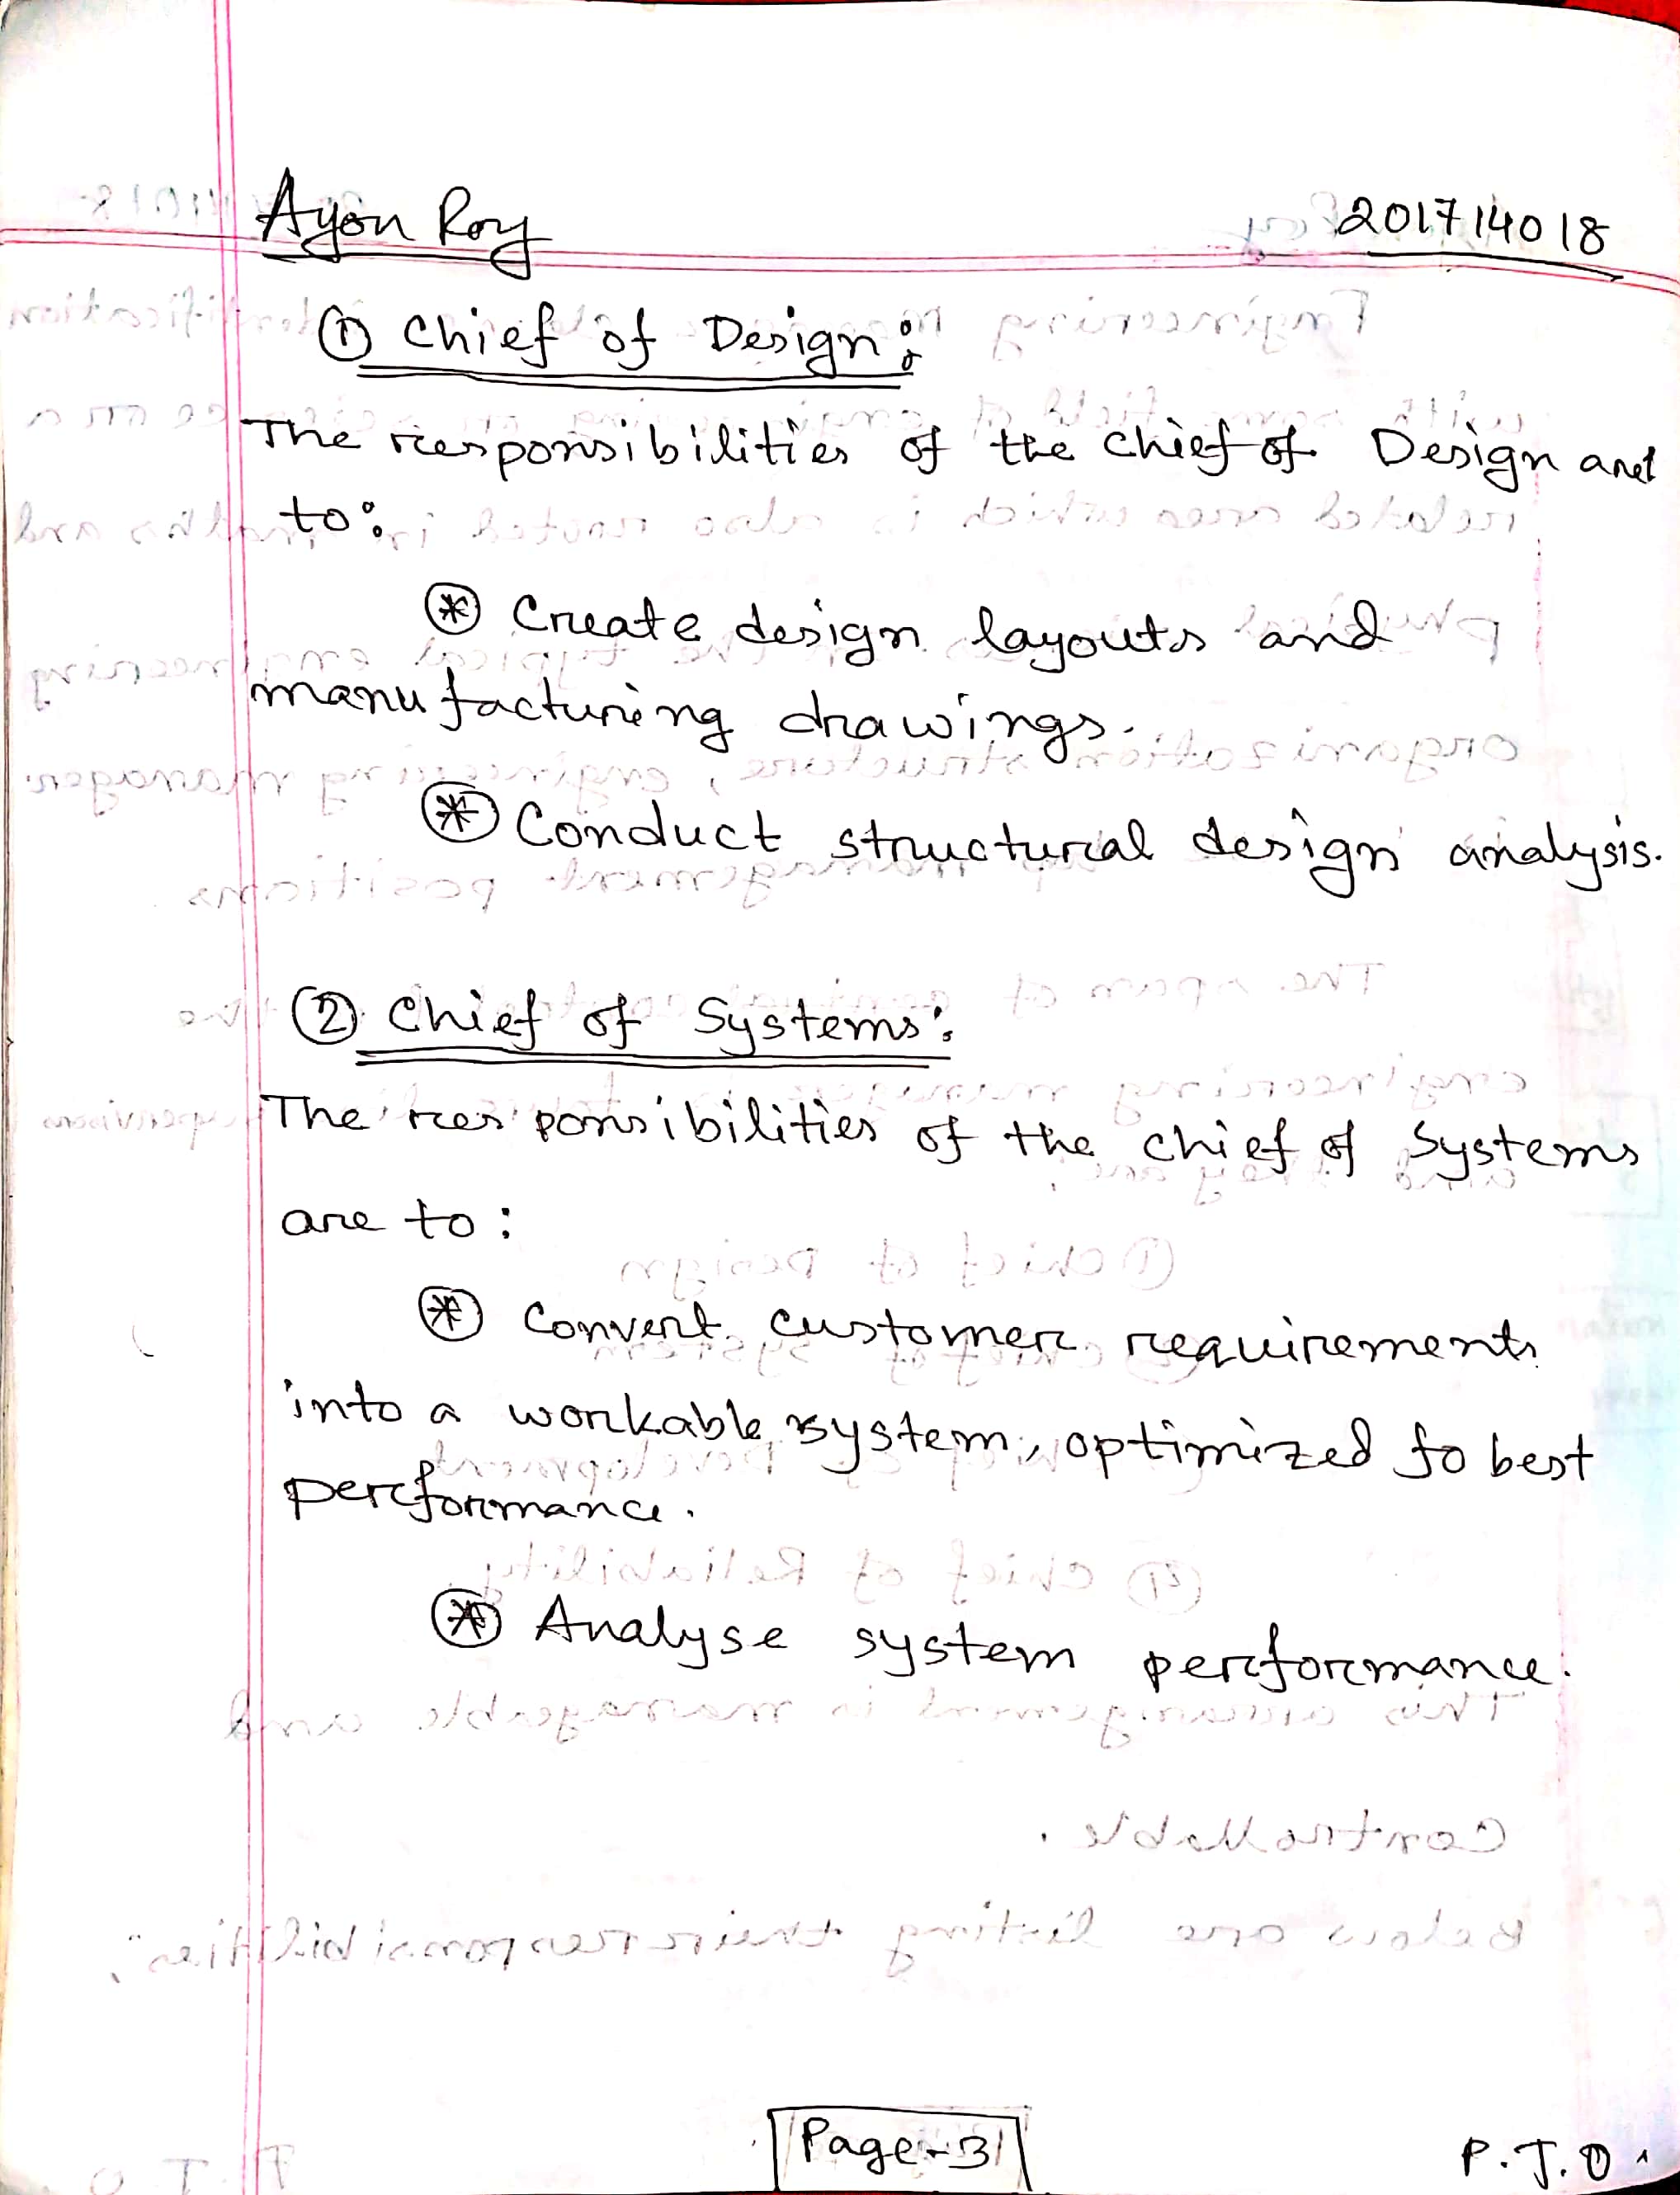 Ayon Roy 201714018
① Chief of Design:
The responsibilities of the chief of Design are
to:
⊛ Create design layouts and
manufacturing drawings.
⊛ Conduct structural design analysis.
② Chief of Systems:
The responsibilities of the chief of Systems
are to:
⊛ Convert customer requirements
into a workable system, optimized fo best
performance.
⊛ Analyse system performance.
Page-3
P.T.O.